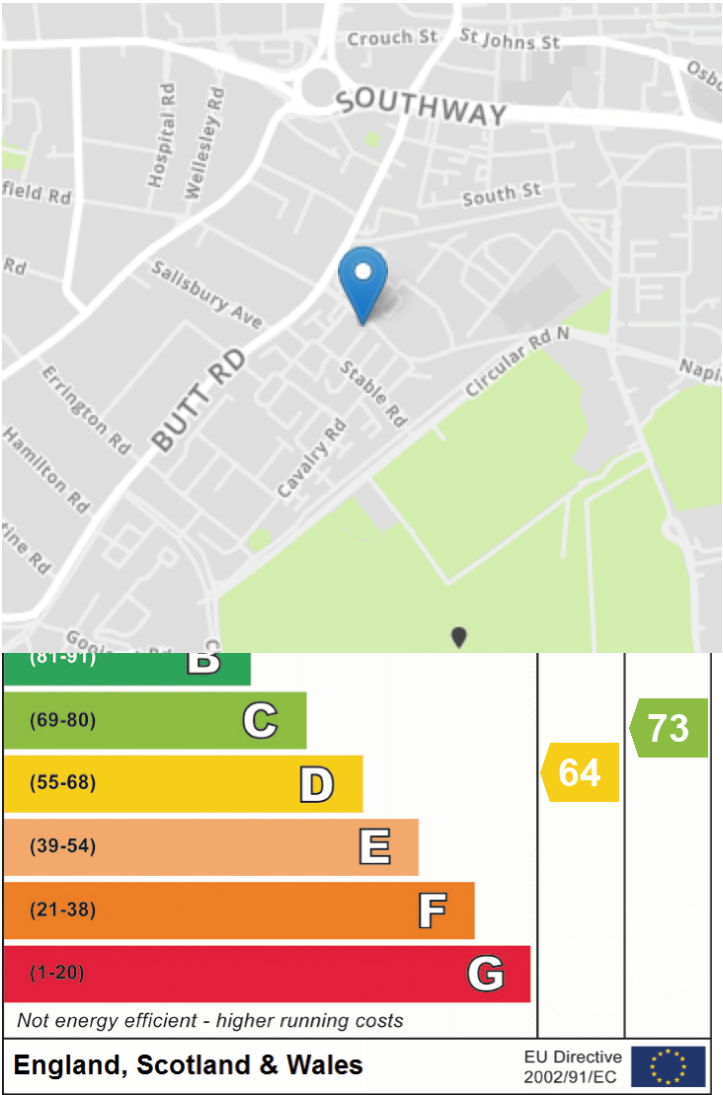 Crouch St
St Johns St
SOUTHWAY
Hospital Rd
Wellesley Rd
field Rd
South St
Rd
Salisbury Ave
Circular Rd N
Stable Rd
BUTT RD
Errington Rd
Cavalry Rd
Hamilton Rd
(81-91) B
(69-80) C
73
(55-68) D
64
(39-54) E
(21-38) F
(1-20) G
Not energy efficient - higher running costs
England, Scotland & Wales
EU Directive
2002/91/EC